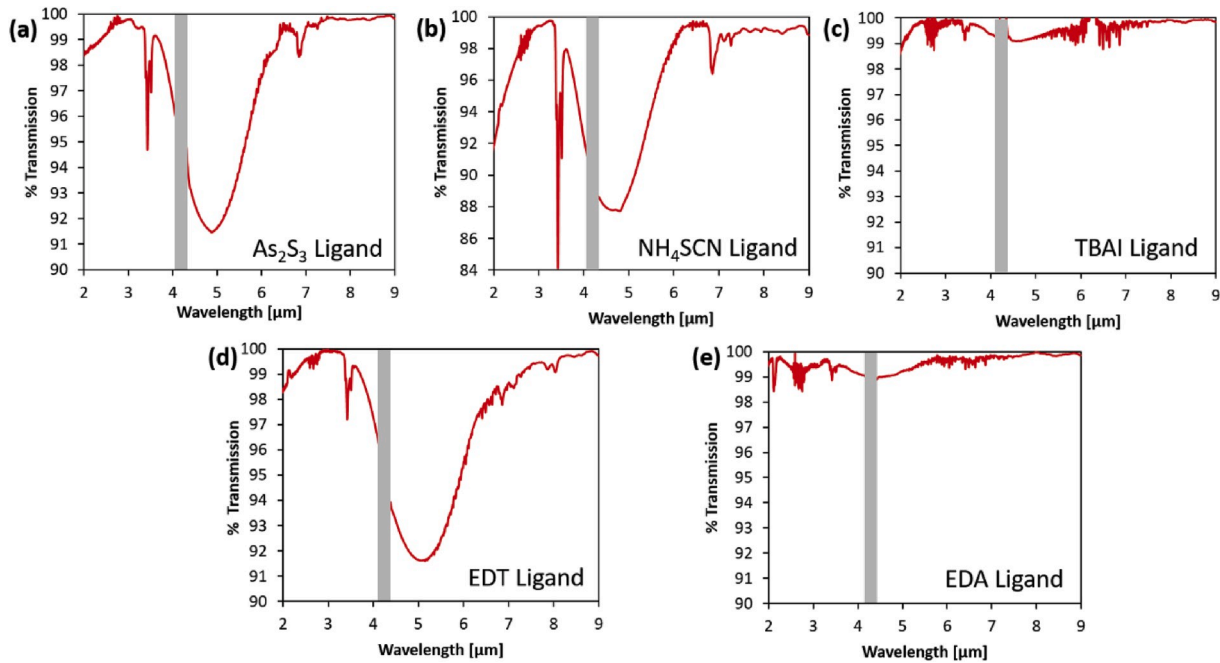 (a)
% Transmission
100
99
98
97
96
95
94
93
92
91
90
2 3 4 5 6 7 8 9
Wavelength [µm]
As₂S₃ Ligand
(b)
% Transmission
100
98
96
94
92
90
88
86
84
2 3 4 5 6 7 8 9
Wavelength [µm]
NH₄SCN Ligand
(c)
% Transmission
100
99
98
97
96
95
94
93
92
91
90
2 3 4 5 6 7 8 9
Wavelength [µm]
TBAI Ligand
(d)
% Transmission
100
99
98
97
96
95
94
93
92
91
90
2 3 4 5 6 7 8 9
Wavelength [µm]
EDT Ligand
(e)
% Transmission
100
99
98
97
96
95
94
93
92
91
90
2 3 4 5 6 7 8 9
Wavelength [µm]
EDA Ligand